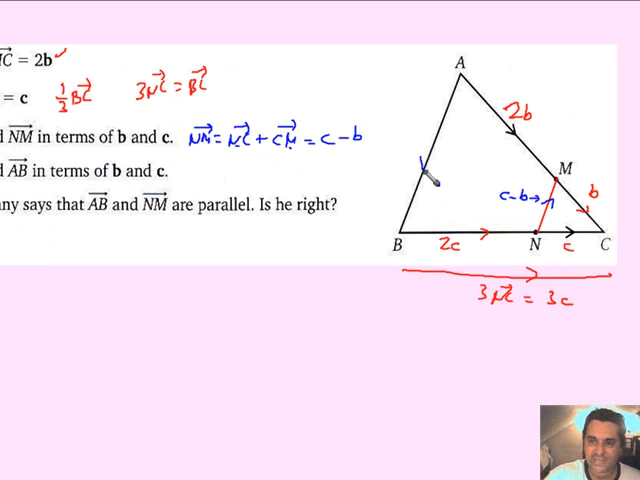 C = 2b
= c 1/3 BC 3NC = BC
NM in terms of b and c. NM = NC + CM = c - b
AB in terms of b and c.
any says that AB and NM are parallel. Is he right?
A
2b
M
c-b→
b
B
2c
N
c
C
3NC = 3c